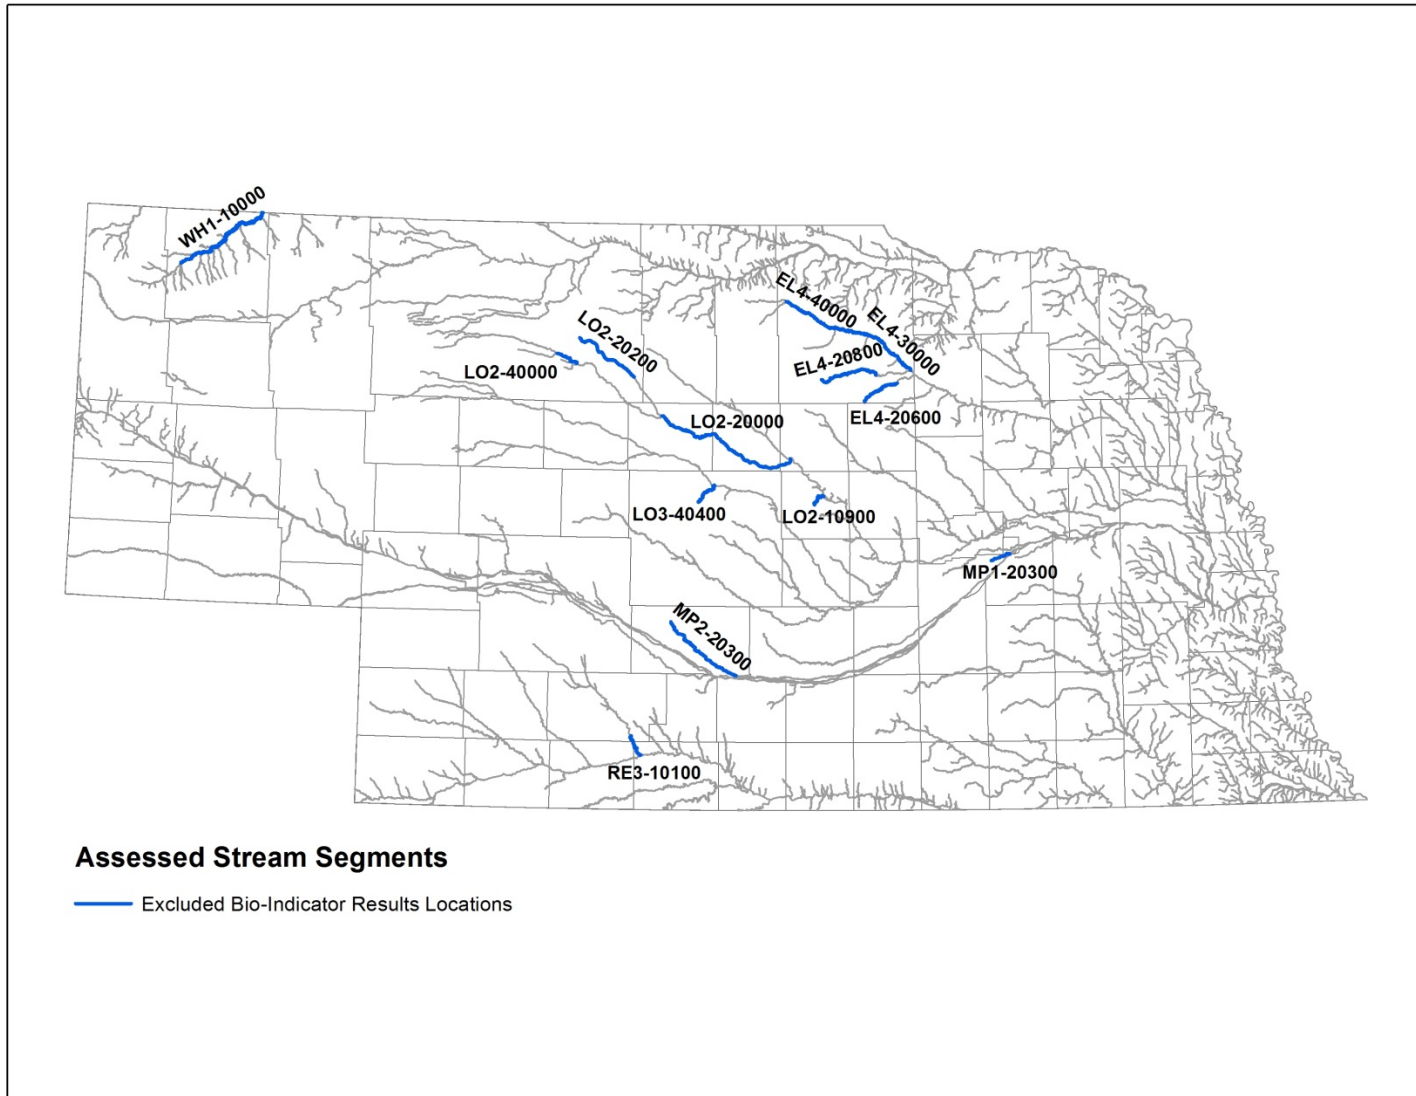 WH1-10000
EL4-40000
EL4-30000
LO2-20200
EL4-20800
LO2-40000
EL4-20600
LO2-20000
LO3-40400
LO2-10900
MP1-20300
MP2-20300
RE3-10100
Assessed Stream Segments
Excluded Bio-Indicator Results Locations